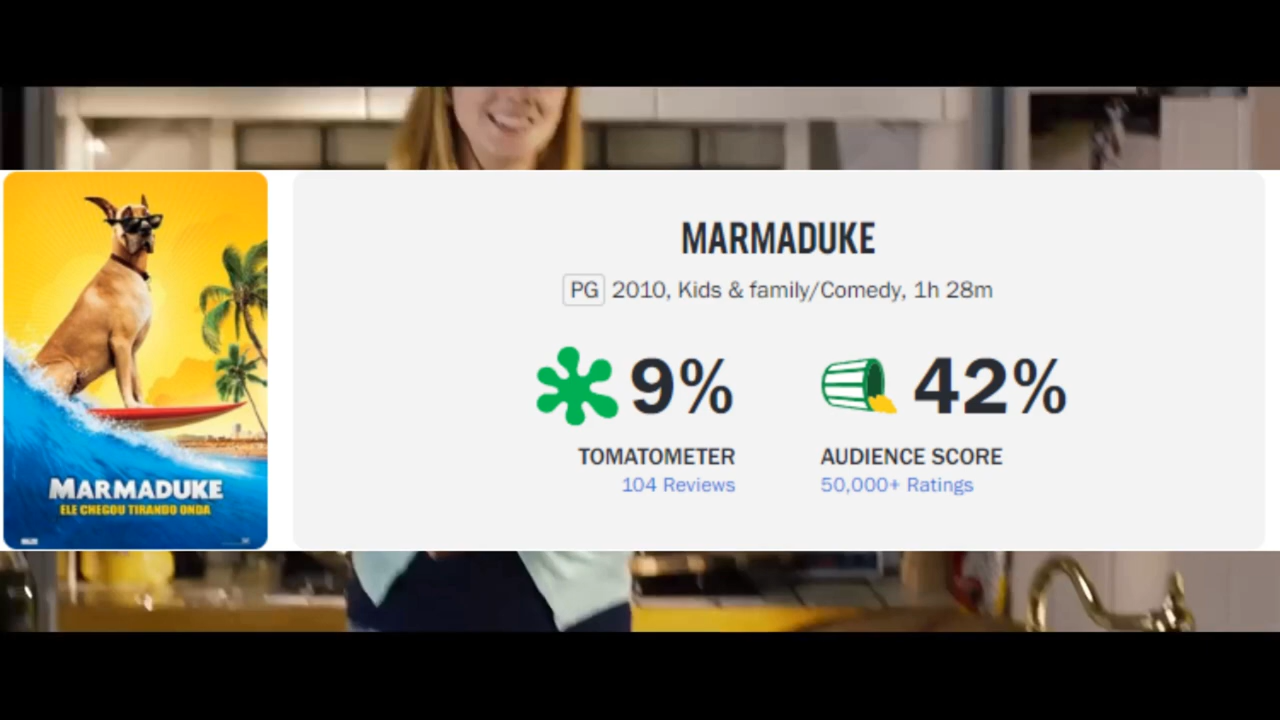 MARMADUKE
ELE CHEGOU TIRANDO ONDA
MARMADUKE
PG 2010, Kids & family/Comedy, 1h 28m
9% 42%
TOMATOMETER AUDIENCE SCORE
104 Reviews 50,000+ Ratings